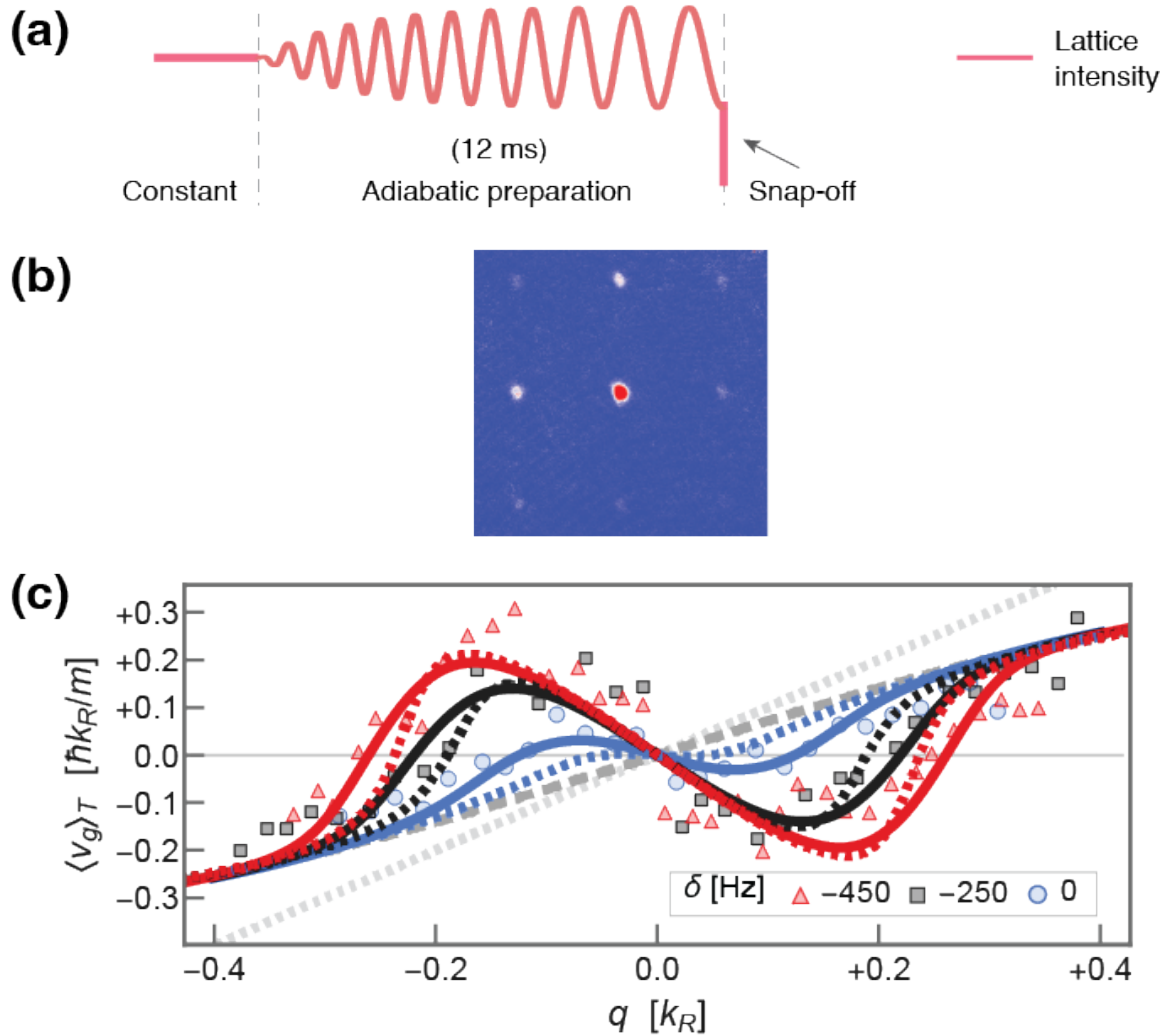 (a)
Lattice
intensity
(12 ms)
Constant
Adiabatic preparation
Snap-off
(b)
(c)
⟨v_g⟩_T [ħk_R/m]
+0.3
+0.2
+0.1
0.0
−0.1
−0.2
−0.3
δ [Hz] −450 −250 0
−0.4 −0.2 0.0 +0.2 +0.4
q [k_R]